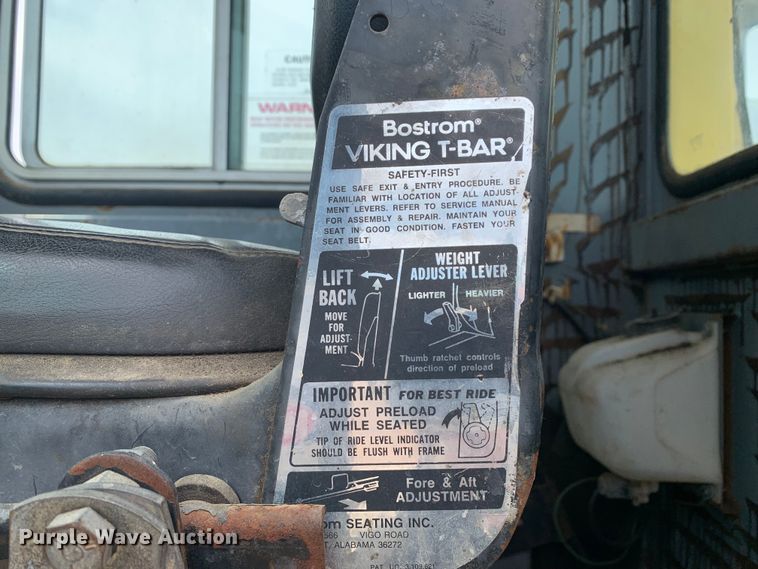 Bostrom®
VIKING T-BAR®
SAFETY-FIRST
USE SAFE EXIT & ENTRY PROCEDURE. BE
FAMILIAR WITH LOCATION OF ALL ADJUST-
MENT LEVERS. REFER TO SERVICE MANUAL
FOR ASSEMBLY & REPAIR. MAINTAIN YOUR
SEAT IN GOOD CONDITION. FASTEN YOUR
SEAT BELT.
LIFT
BACK
MOVE
FOR
ADJUST-
MENT
WEIGHT
ADJUSTER LEVER
LIGHTER HEAVIER
Thumb ratchet controls
direction of preload
IMPORTANT FOR BEST RIDE
ADJUST PRELOAD
WHILE SEATED
TIP OF RIDE LEVEL INDICATOR
SHOULD BE FLUSH WITH FRAME
Fore & Aft
ADJUSTMENT
SEATING INC.
566 VIGO ROAD
ALABAMA 36272
Purple Wave Auction